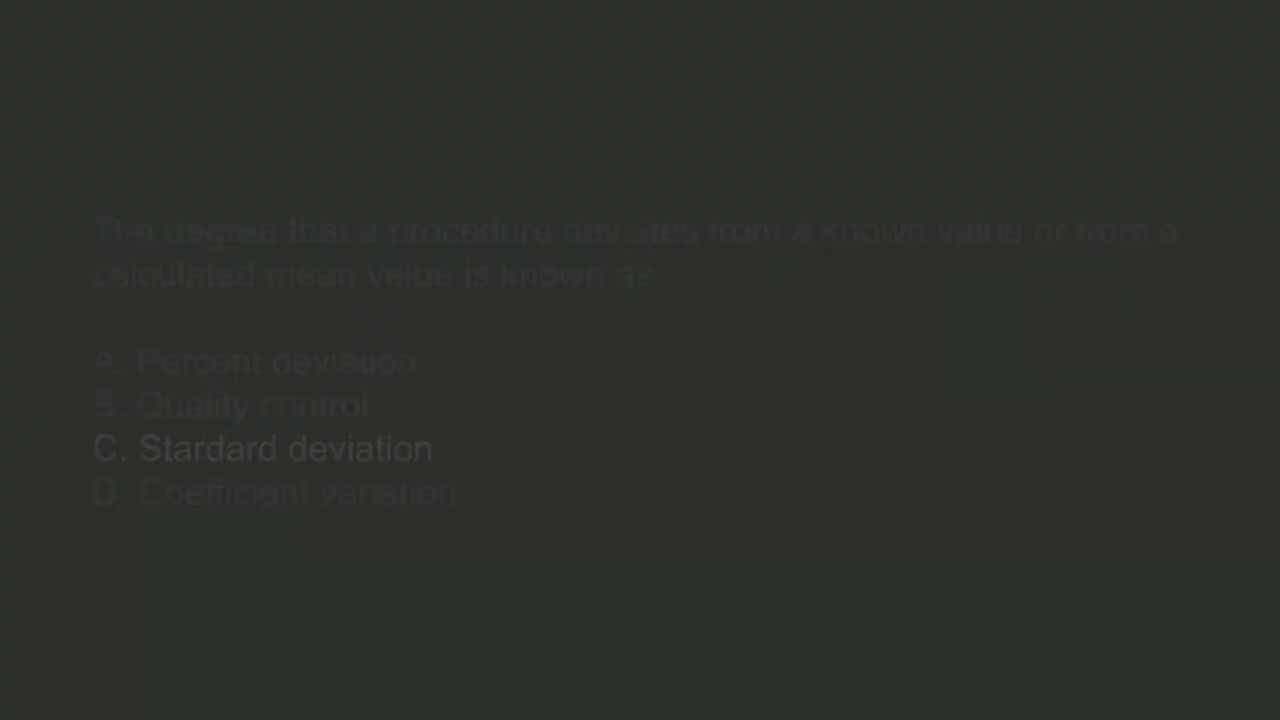 The degree that a procedure deviates from a known value or from a
calculated mean value is known as
A. Percent deviation
B. Quality control
C. Stardard deviation
D. Coefficient variation